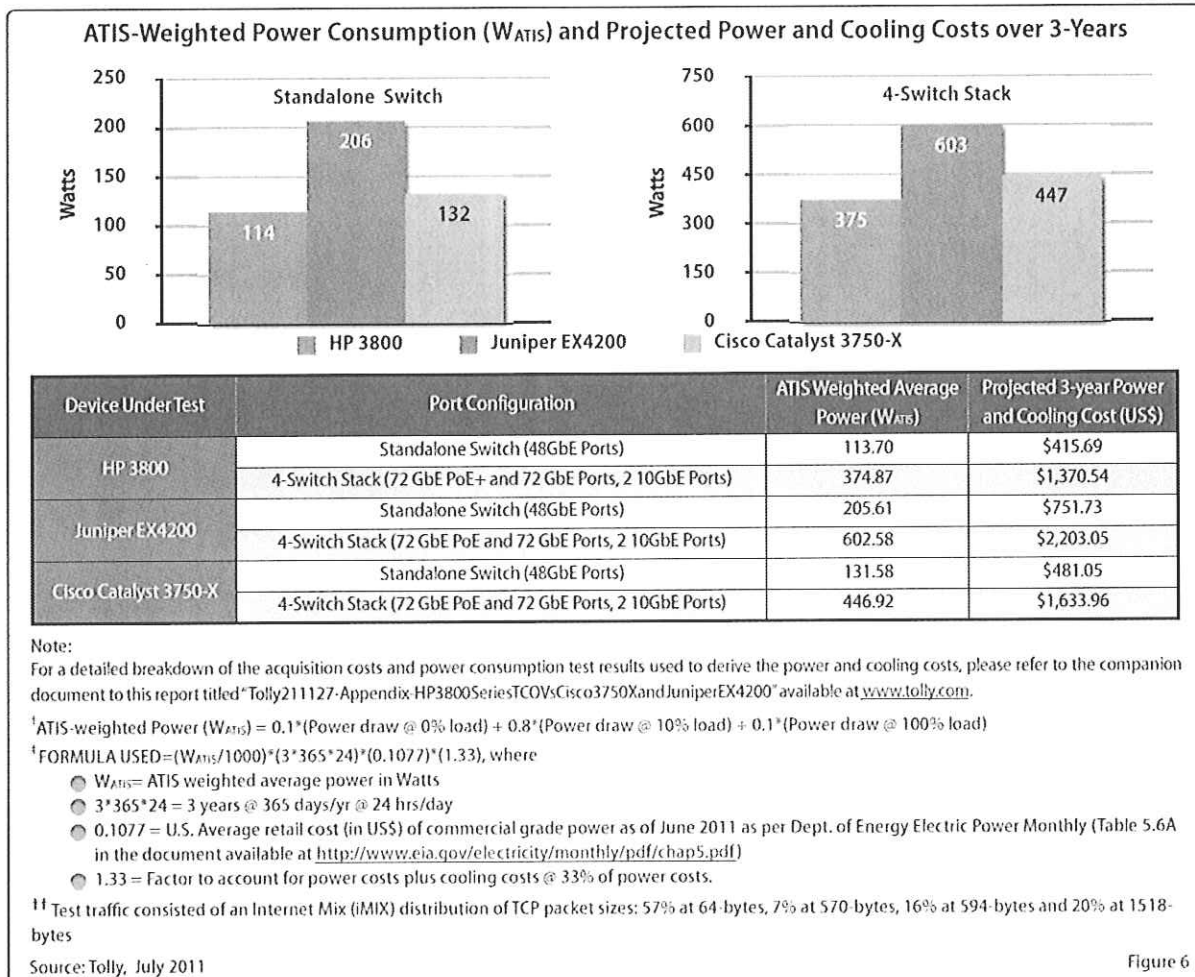 ATIS-Weighted Power Consumption (WATIS) and Projected Power and Cooling Costs over 3-Years
Standalone Switch
Watts
250
200
150
100
50
0
114
206
132
4-Switch Stack
Watts
750
600
450
300
150
0
375
603
447
HP 3800
Juniper EX4200
Cisco Catalyst 3750-X
Device Under Test
Port Configuration
ATIS Weighted Average
Power (WATIS)
Projected 3-year Power
and Cooling Cost (US$)
HP 3800
Standalone Switch (48GbE Ports) 113.70 $415.69
4-Switch Stack (72 GbE PoE+ and 72 GbE Ports, 2 10GbE Ports) 374.87 $1,370.54
Juniper EX4200
Standalone Switch (48GbE Ports) 205.61 $751.73
4-Switch Stack (72 GbE PoE and 72 GbE Ports, 2 10GbE Ports) 602.58 $2,203.05
Cisco Catalyst 3750-X
Standalone Switch (48GbE Ports) 131.58 $481.05
4-Switch Stack (72 GbE PoE and 72 GbE Ports, 2 10GbE Ports) 446.92 $1,633.96
Note:
For a detailed breakdown of the acquisition costs and power consumption test results used to derive the power and cooling costs, please refer to the companion
document to this report titled "Tolly211127-Appendix-HP3800SeriesTCOVsCisco3750XandJuniperEX4200" available at www.tolly.com.
†ATIS-weighted Power (WATIS) = 0.1*(Power draw @ 0% load) + 0.8*(Power draw @ 10% load) + 0.1*(Power draw @ 100% load)
‡FORMULA USED=(WATIS/1000)*(3*365*24)*(0.1077)*(1.33), where
WATIS= ATIS weighted average power in Watts
3*365*24 = 3 years @ 365 days/yr @ 24 hrs/day
0.1077 = U.S. Average retail cost (in US$) of commercial grade power as of June 2011 as per Dept. of Energy Electric Power Monthly (Table 5.6A
in the document available at http://www.eia.gov/electricity/monthly/pdf/chap5.pdf)
1.33 = Factor to account for power costs plus cooling costs @ 33% of power costs.
†† Test traffic consisted of an Internet Mix (iMIX) distribution of TCP packet sizes: 57% at 64-bytes, 7% at 570-bytes, 16% at 594-bytes and 20% at 1518-
bytes
Source: Tolly, July 2011
Figure 6